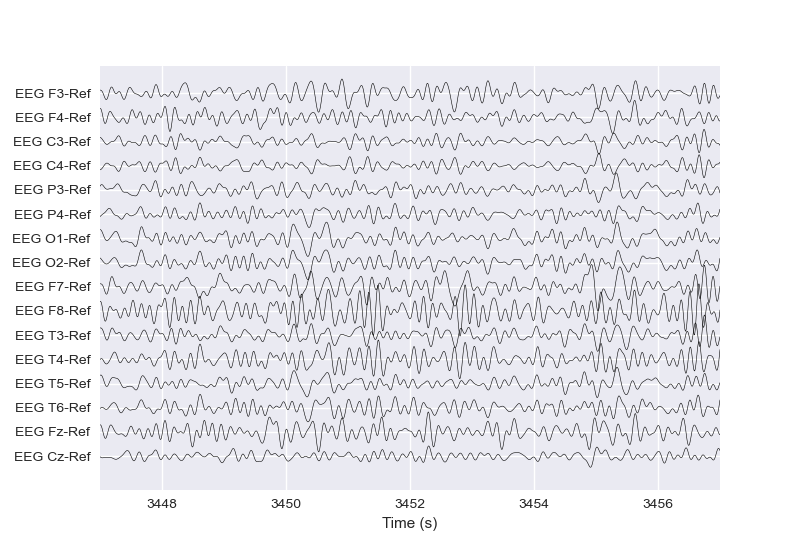 EEG F3-Ref
EEG F4-Ref
EEG C3-Ref
EEG C4-Ref
EEG P3-Ref
EEG P4-Ref
EEG O1-Ref
EEG O2-Ref
EEG F7-Ref
EEG F8-Ref
EEG T3-Ref
EEG T4-Ref
EEG T5-Ref
EEG T6-Ref
EEG Fz-Ref
EEG Cz-Ref
3448 3450 3452 3454 3456
Time (s)